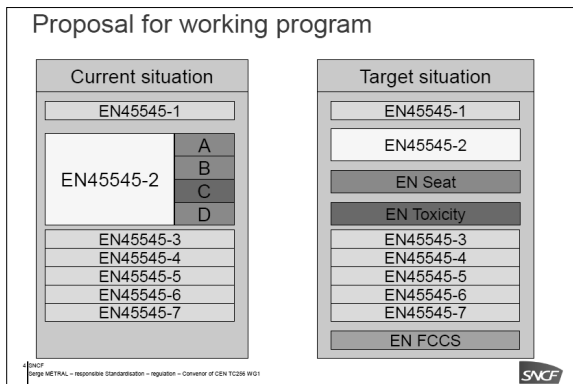 Proposal for working program
Current situation
EN45545-1
EN45545-2
A
B
C
D
EN45545-3
EN45545-4
EN45545-5
EN45545-6
EN45545-7
Target situation
EN45545-1
EN45545-2
EN Seat
EN Toxicity
EN45545-3
EN45545-4
EN45545-5
EN45545-6
EN45545-7
EN FCCS
4 SNCF
Serge MÉTRAL – responsible Standardisation – regulation – Convenor of CEN TC256 WG1
SNCF